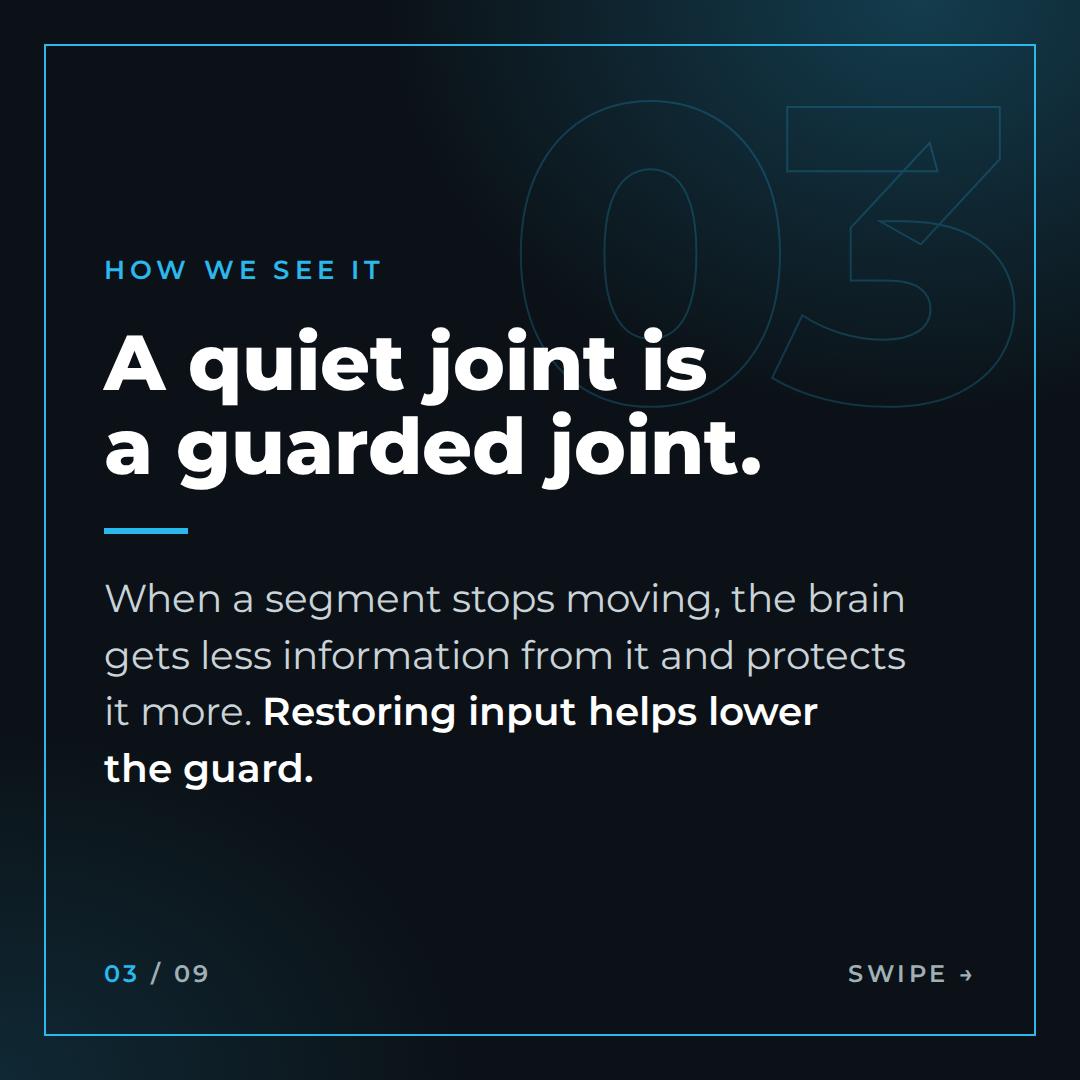 03
HOW WE SEE IT
A quiet joint is
a guarded joint.
When a segment stops moving, the brain
gets less information from it and protects
it more. Restoring input helps lower
the guard.
03 / 09
SWIPE →